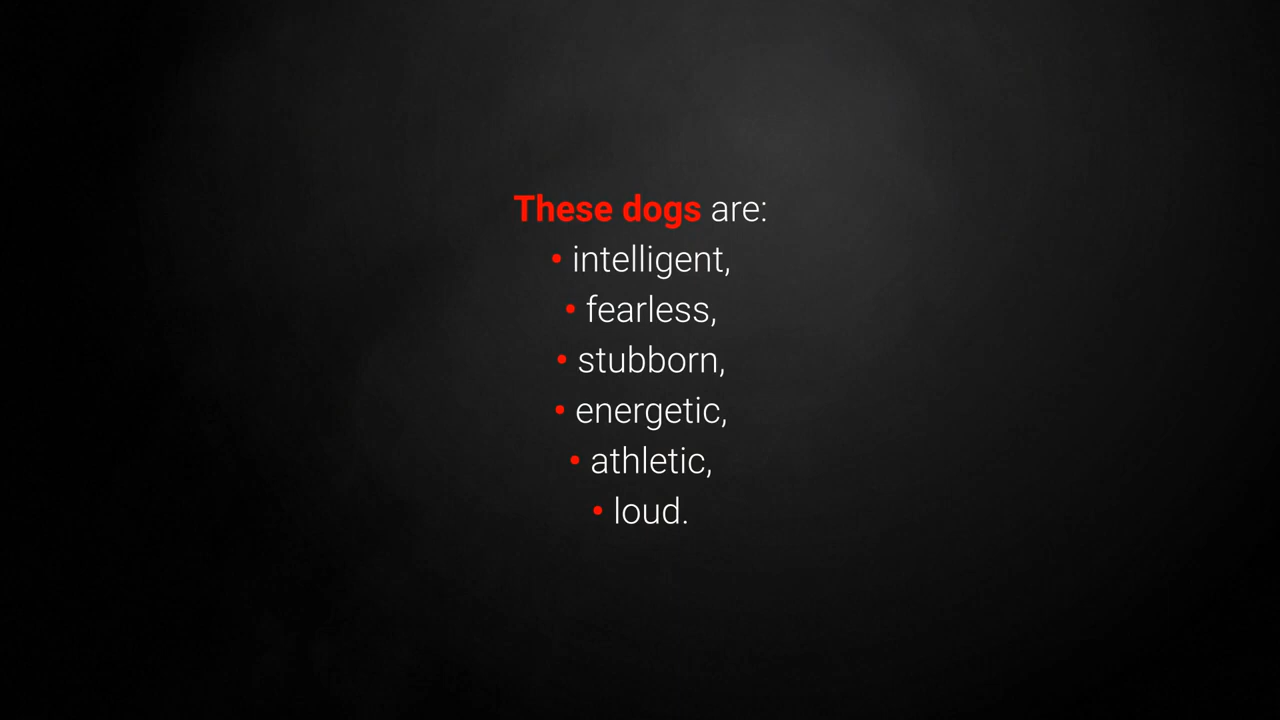 These dogs are:
• intelligent,
• fearless,
• stubborn,
• energetic,
• athletic,
• loud.